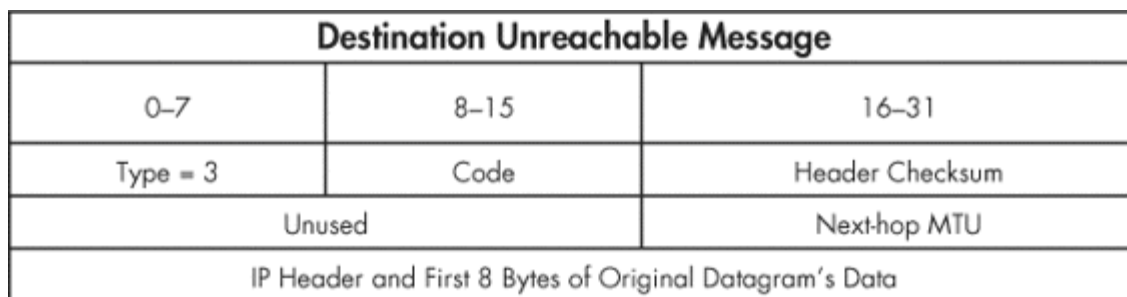 Destination Unreachable Message
0–7 8–15 16–31
Type = 3 Code Header Checksum
Unused Next-hop MTU
IP Header and First 8 Bytes of Original Datagram's Data